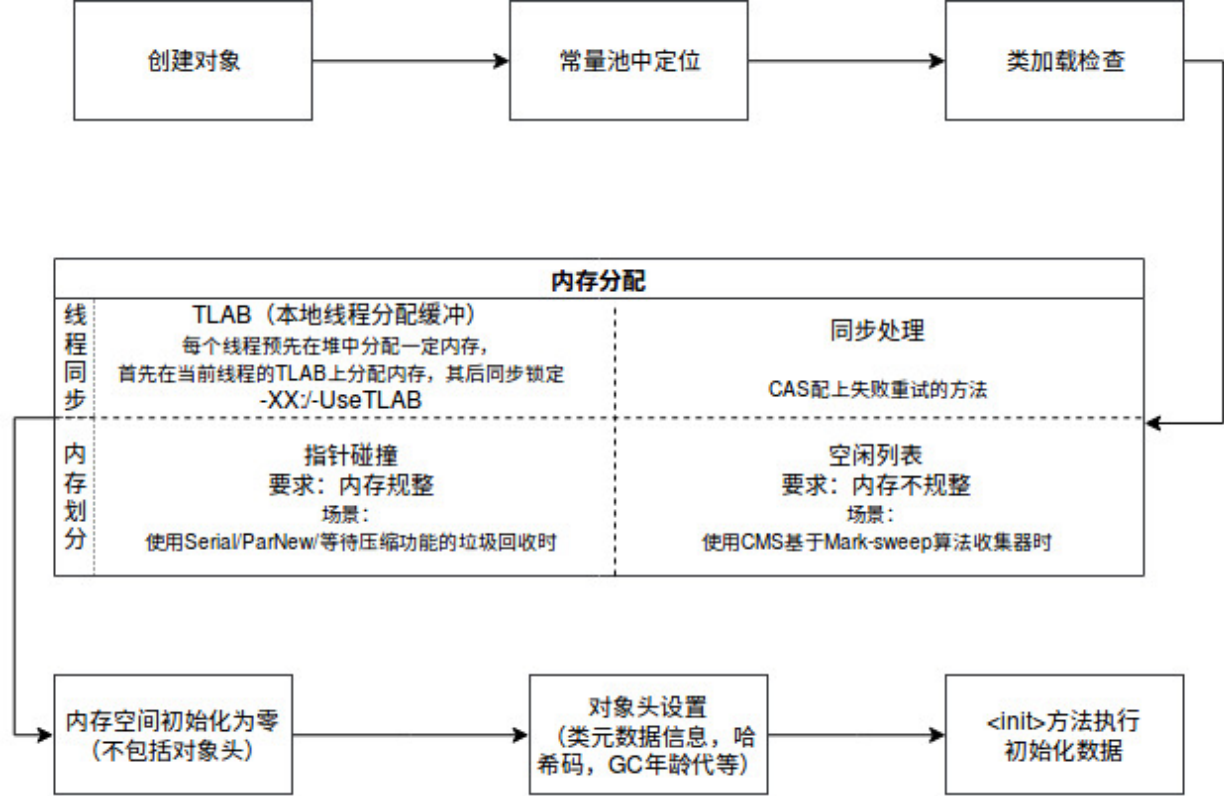 创建对象
常量池中定位
类加载检查
内存分配
线程同步
TLAB（本地线程分配缓冲）
每个线程预先在堆中分配一定内存，
首先在当前线程的TLAB上分配内存，其后同步锁定
-XX:/-UseTLAB
同步处理
CAS配上失败重试的方法
内存划分
指针碰撞
要求：内存规整
场景：
使用Serial/ParNew/等待压缩功能的垃圾回收时
空闲列表
要求：内存不规整
场景：
使用CMS基于Mark-sweep算法收集器时
内存空间初始化为零
（不包括对象头）
对象头设置
（类元数据信息，哈
希码，GC年龄代等）
<init>方法执行
初始化数据